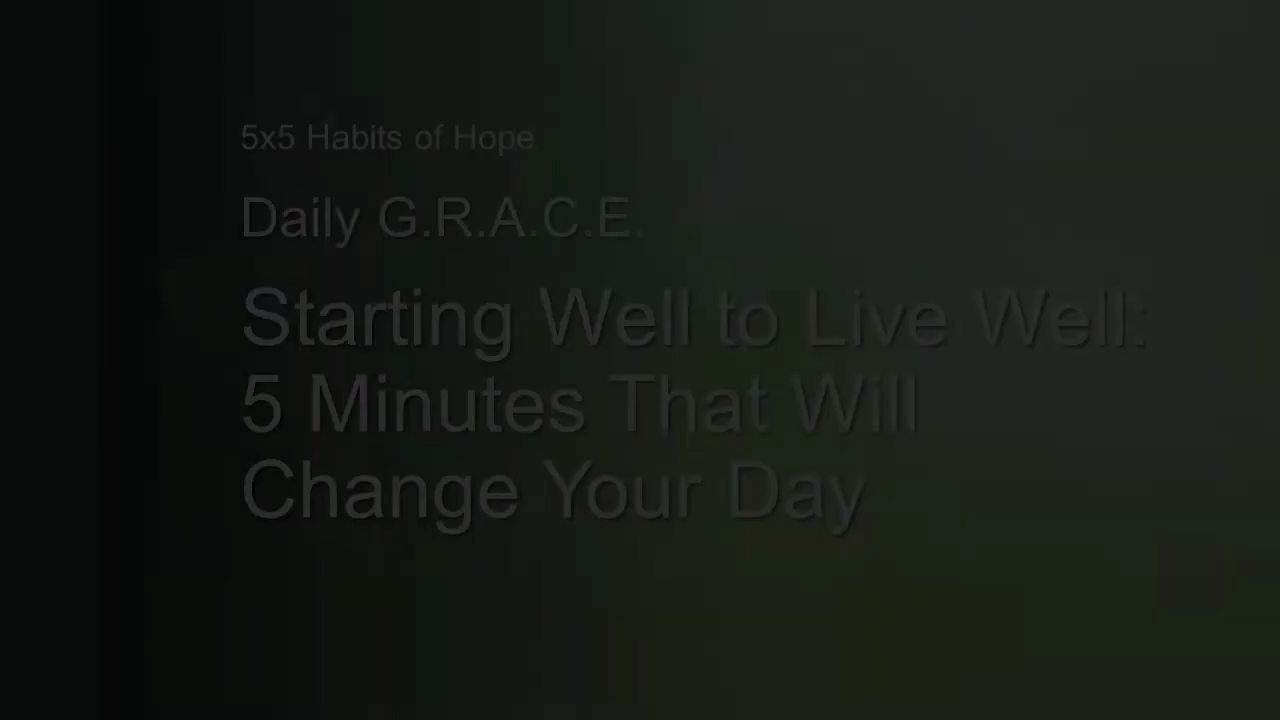 5x5 Habits of Hope
Daily G.R.A.C.E.
Starting Well to Live Well:
5 Minutes That Will
Change Your Day